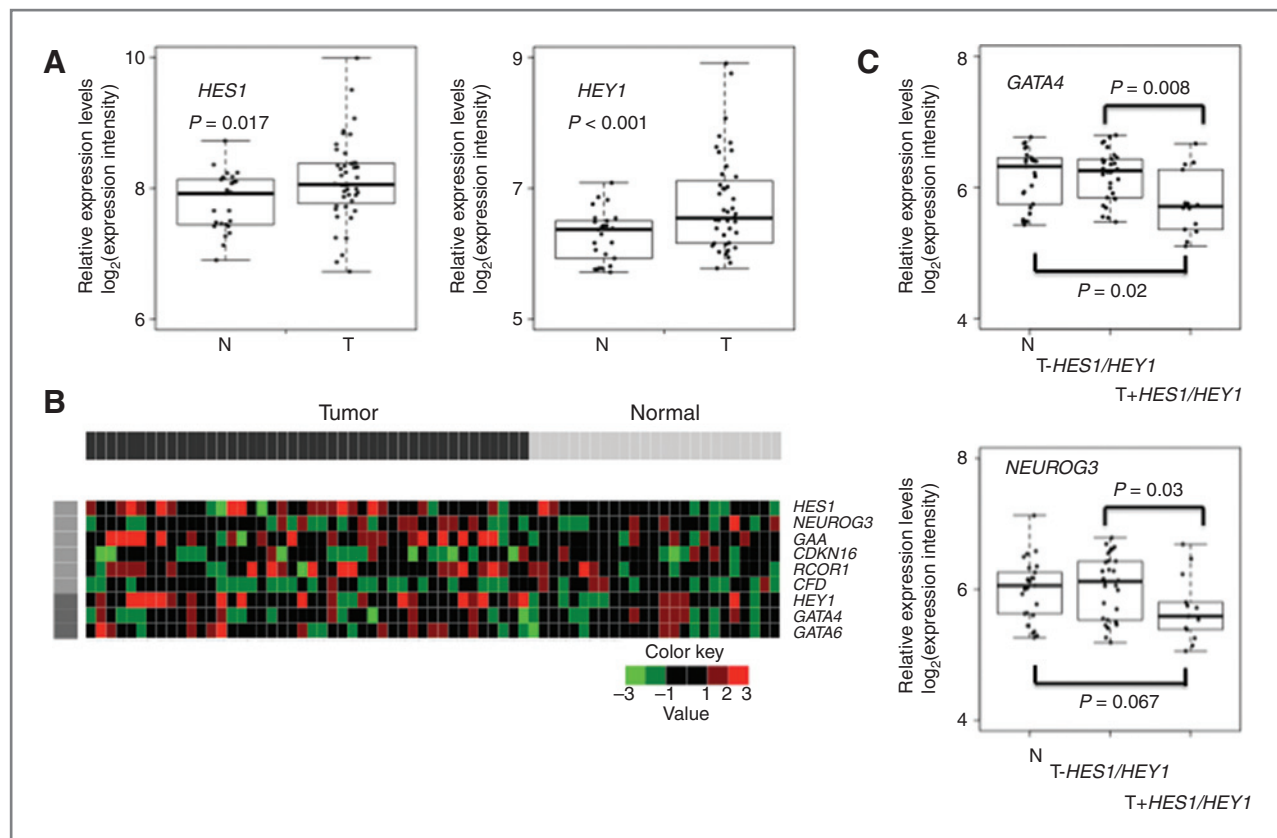 A
Relative expression levels
log2(expression intensity)
10
8
6
HES1
P = 0.017
N T
Relative expression levels
log2(expression intensity)
9
7
5
HEY1
P < 0.001
N T
B
Tumor Normal
HES1
NEUROG3
GAA
CDKN16
RCOR1
CFD
HEY1
GATA4
GATA6
Color key
–3 –1 1 2 3
Value
C
Relative expression levels
log2(expression intensity)
8
6
4
GATA4
P = 0.008
P = 0.02
N
T-HES1/HEY1
T+HES1/HEY1
Relative expression levels
log2(expression intensity)
8
6
4
NEUROG3
P = 0.03
P = 0.067
N
T-HES1/HEY1
T+HES1/HEY1